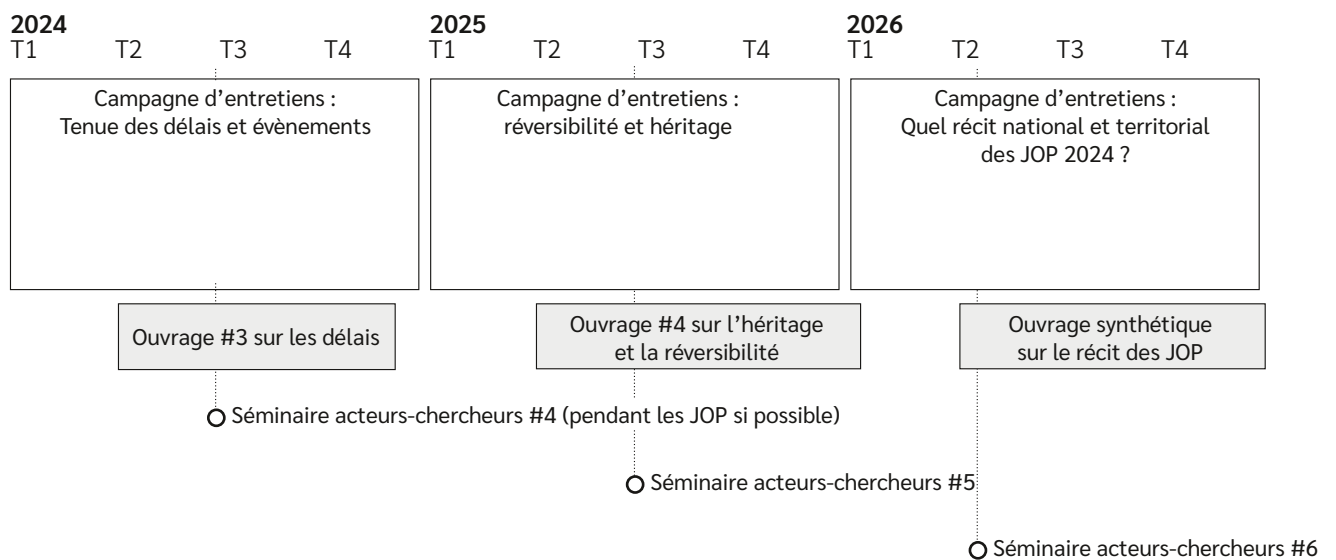 2024
T1 T2 T3 T4
2025
T1 T2 T3 T4
2026
T1 T2 T3 T4
Campagne d’entretiens :
Tenue des délais et évènements
Campagne d’entretiens :
réversibilité et héritage
Campagne d’entretiens :
Quel récit national et territorial
des JOP 2024 ?
Ouvrage #3 sur les délais
Ouvrage #4 sur l’héritage
et la réversibilité
Ouvrage synthétique
sur le récit des JOP
Séminaire acteurs-chercheurs #4 (pendant les JOP si possible)
Séminaire acteurs-chercheurs #5
Séminaire acteurs-chercheurs #6